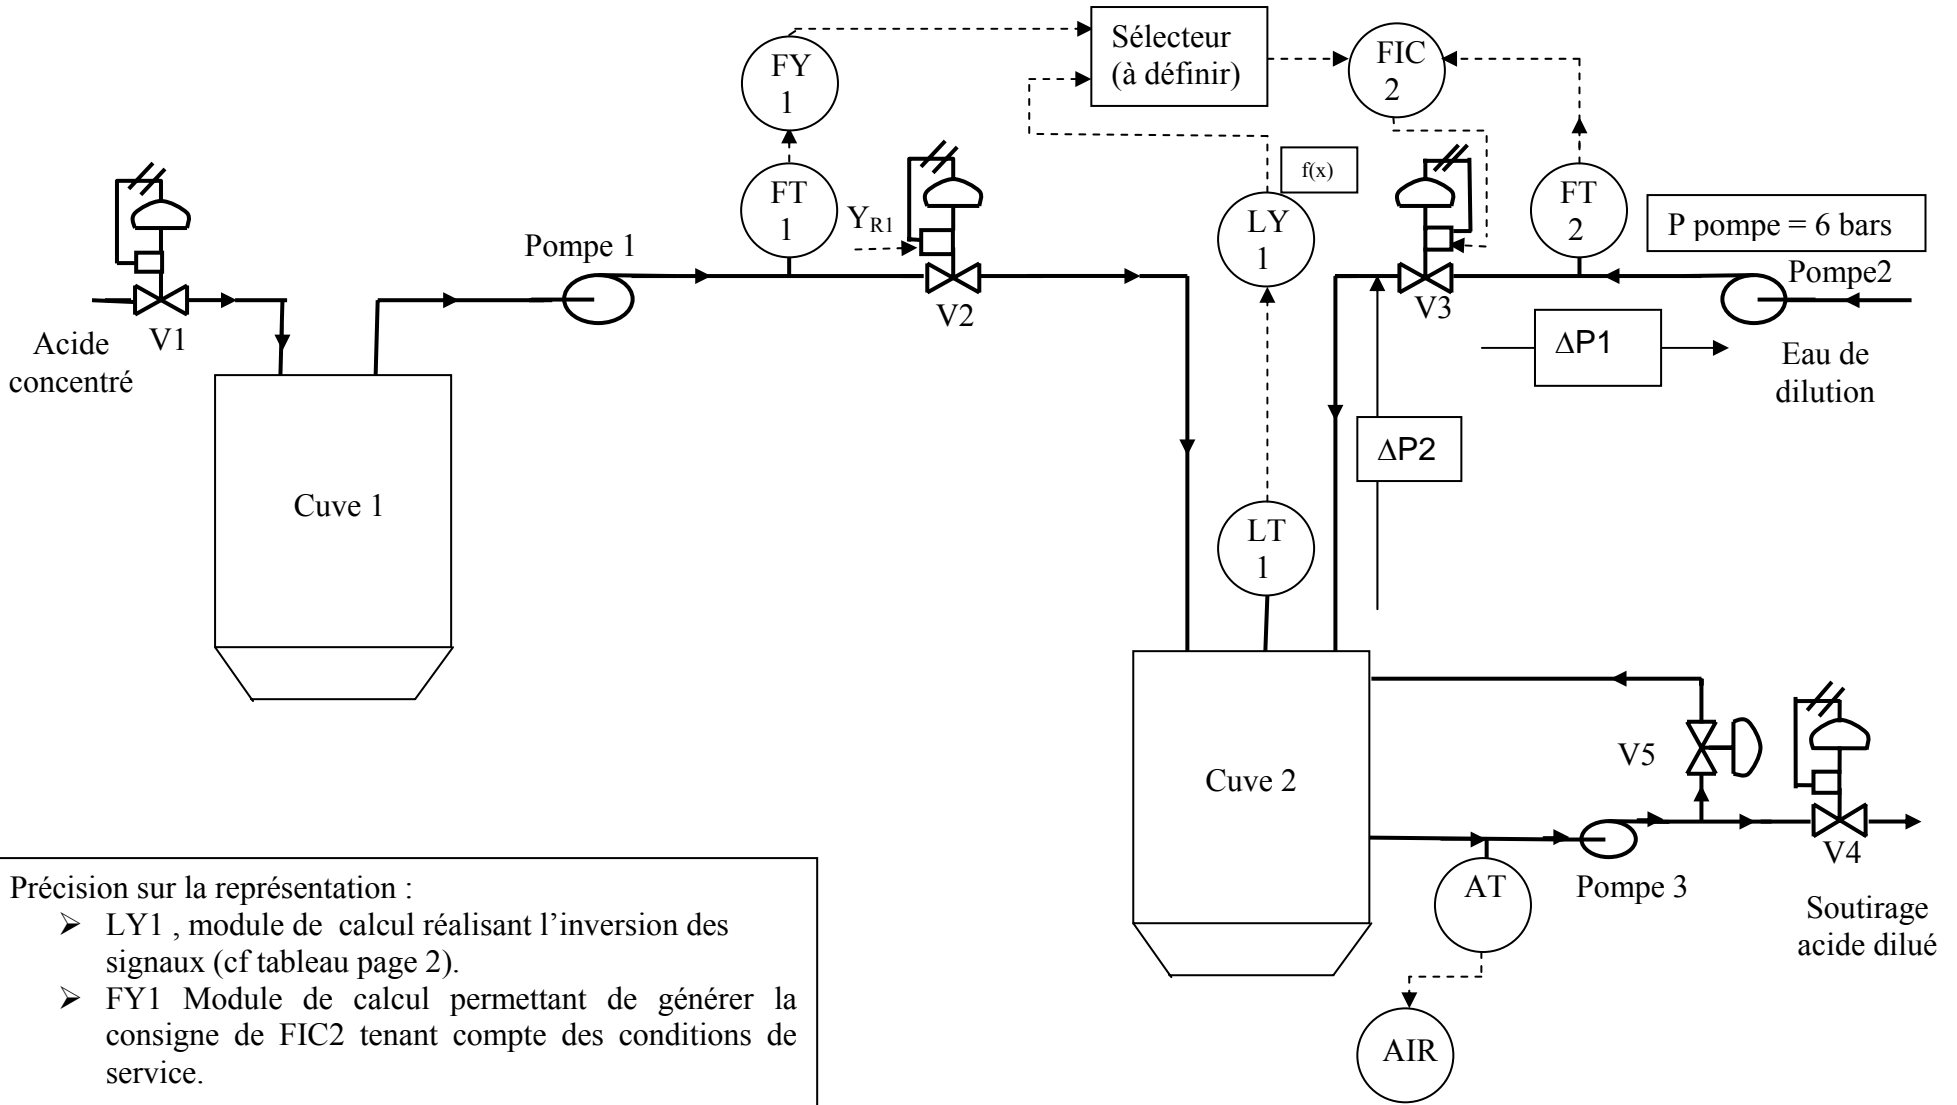 FY
1
Sélecteur
(à définir)
FIC
2
FT
1
Y_R1
f(x)
LY
1
FT
2
P pompe = 6 bars
Pompe 1
Pompe2
V1
V2
V3
Acide
concentré
ΔP1
Eau de
dilution
ΔP2
Cuve 1
LT
1
V5
Cuve 2
V4
AT
Pompe 3
Soutirage
acide dilué
AIR
Précision sur la représentation :
➢ LY1 , module de calcul réalisant l’inversion des
signaux (cf tableau page 2).
➢ FY1 Module de calcul permettant de générer la
consigne de FIC2 tenant compte des conditions de
service.